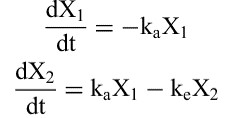 dX₁/dt = −kₐX₁
dX₂/dt = kₐX₁ − kₑX₂